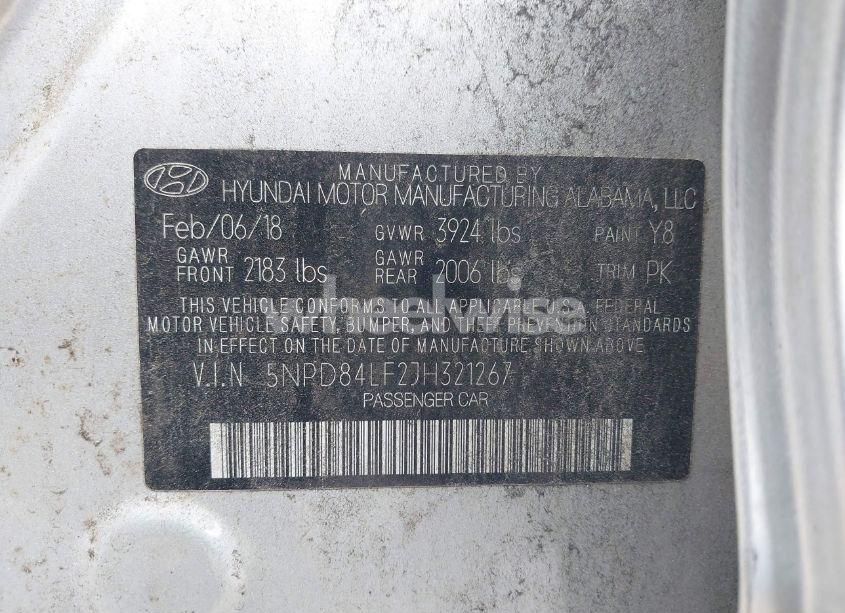 MANUFACTURED BY
HYUNDAI MOTOR MANUFACTURING ALABAMA, LLC
Feb/06/18 GVWR 3924 lbs PAINT Y8
GAWR FRONT 2183 lbs GAWR REAR 2006 lbs TRIM PK
THIS VEHICLE CONFORMS TO ALL APPLICABLE U.S. FEDERAL
MOTOR VEHICLE SAFETY, BUMPER, AND THEFT PREVENTION STANDARDS
IN EFFECT ON THE DATE OF MANUFACTURE SHOWN ABOVE
V.I.N 5NPD84LF2JH321267
PASSENGER CAR